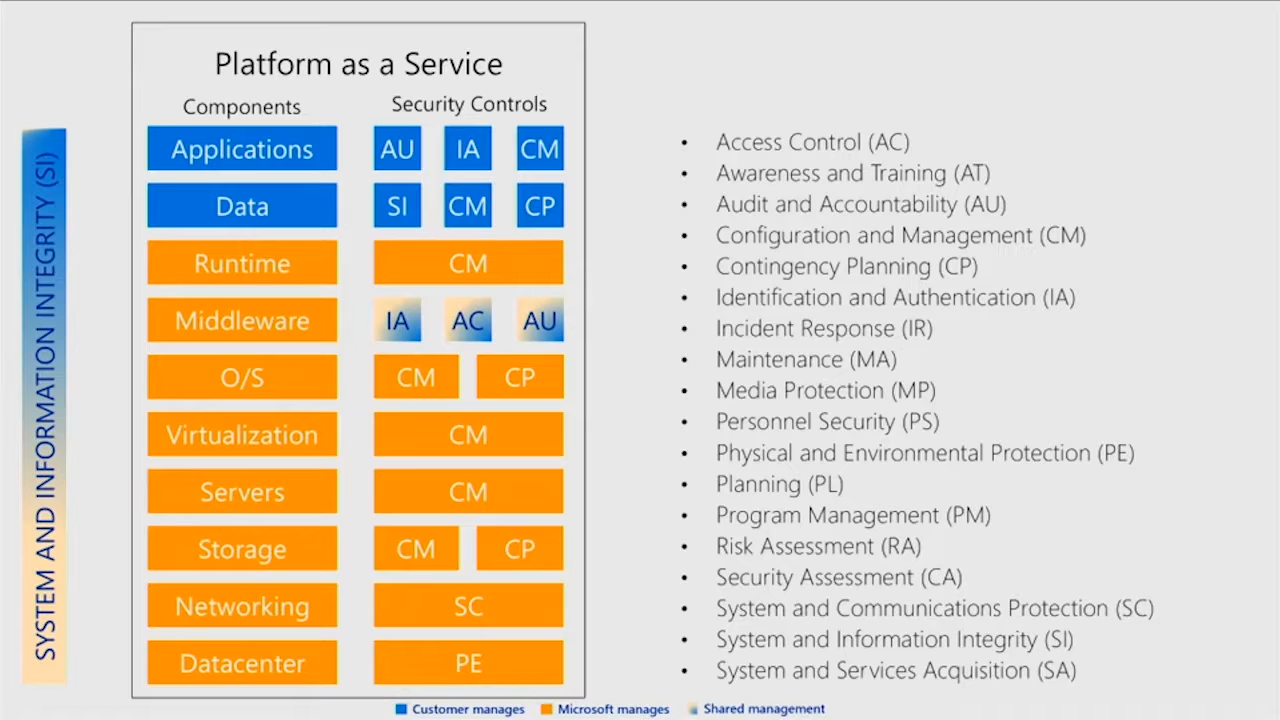 Platform as a Service
Components Security Controls
SYSTEM AND INFORMATION INTEGRITY (SI)
Applications AU IA CM
Data SI CM CP
Runtime CM
Middleware IA AC AU
O/S CM CP
Virtualization CM
Servers CM
Storage CM CP
Networking SC
Datacenter PE
• Access Control (AC)
• Awareness and Training (AT)
• Audit and Accountability (AU)
• Configuration and Management (CM)
• Contingency Planning (CP)
• Identification and Authentication (IA)
• Incident Response (IR)
• Maintenance (MA)
• Media Protection (MP)
• Personnel Security (PS)
• Physical and Environmental Protection (PE)
• Planning (PL)
• Program Management (PM)
• Risk Assessment (RA)
• Security Assessment (CA)
• System and Communications Protection (SC)
• System and Information Integrity (SI)
• System and Services Acquisition (SA)
Customer manages Microsoft manages Shared management